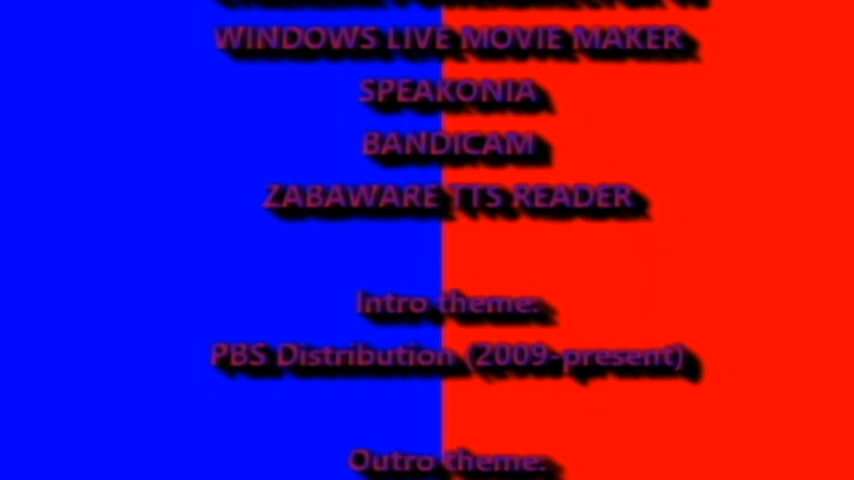 WINDOWS LIVE MOVIE MAKER
SPEAKONIA
BANDICAM
ZABAWARE TTS READER
Intro theme:
PBS Distribution (2009-present)
Outro theme: